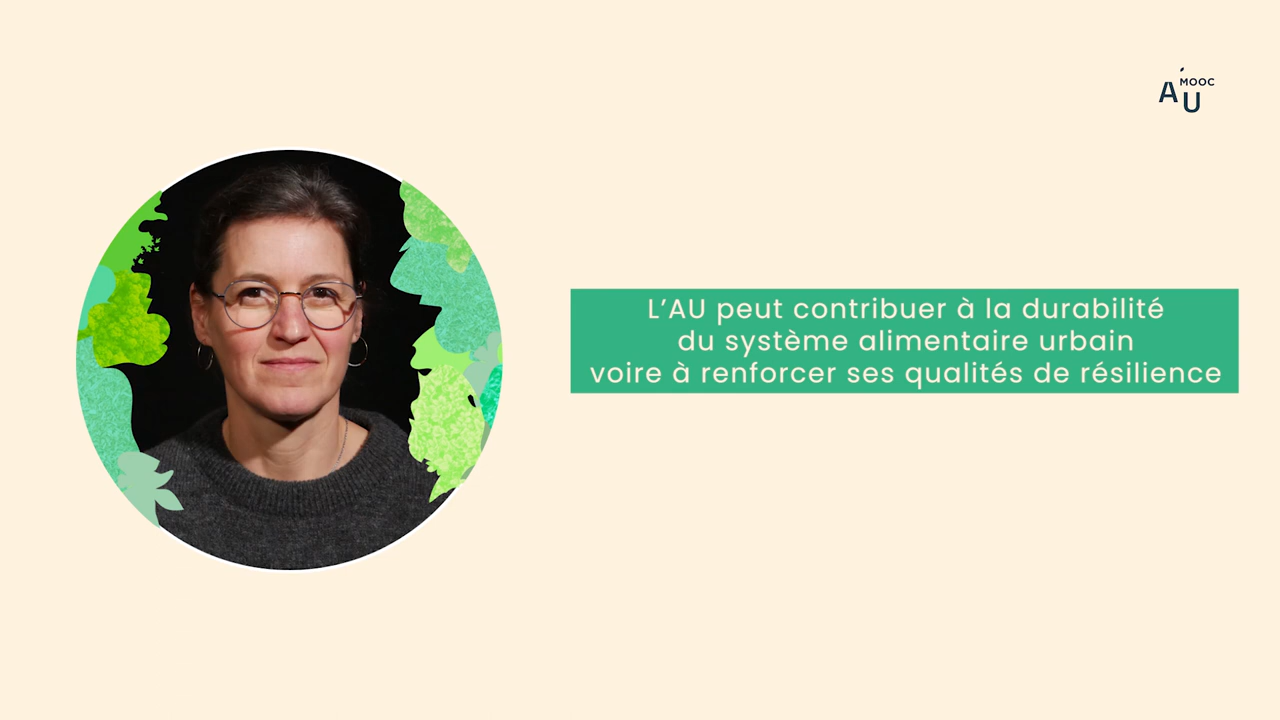 MOOC
AU
L’AU peut contribuer à la durabilité
du système alimentaire urbain
voire à renforcer ses qualités de résilience